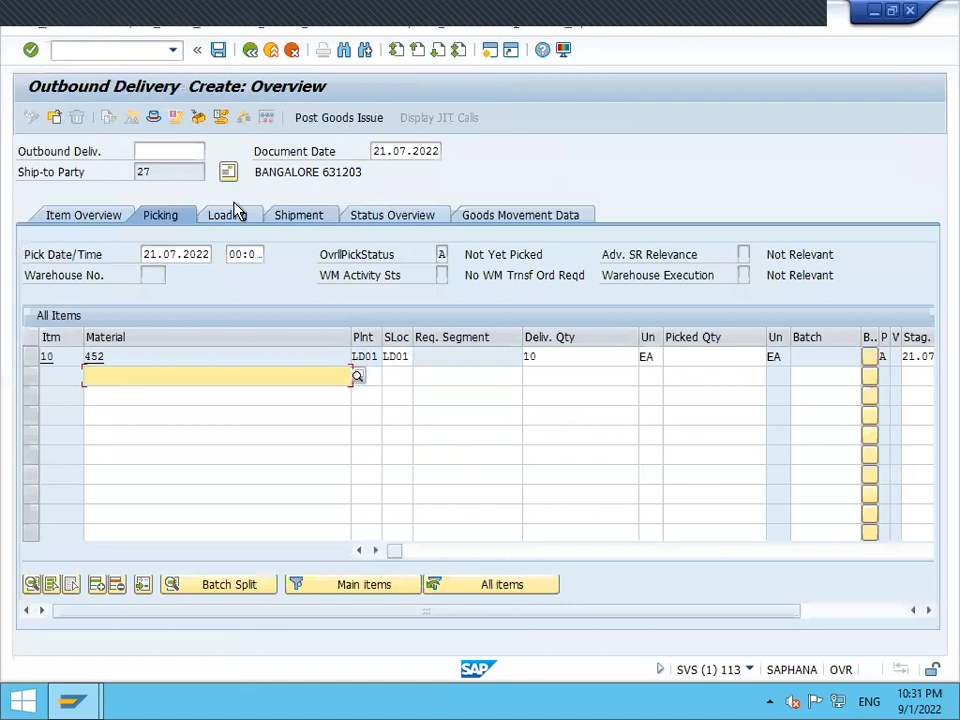 Outbound Delivery Create: Overview
Post Goods Issue Display JIT Calls
Outbound Deliv. Document Date 21.07.2022
Ship-to Party 27 BANGALORE 631203
Item Overview Picking Shipment Status Overview Goods Movement Data
Pick Date/Time 21.07.2022 00:0... OvrllPickStatus A Not Yet Picked Adv. SR Relevance Not Relevant
Warehouse No. WM Activity Sts No WM Trnsf Ord Reqd Warehouse Execution Not Relevant
All Items
Itm Material Plnt SLoc Req. Segment Deliv. Qty Un Picked Qty Un Batch B.. P V Stag.
10 452 LD01 LD01 10 EA EA A 21.07
Batch Split Main items All items
SAP SVS (1) 113 SAPHANA OVR
ENG 10:31 PM
9/1/2022